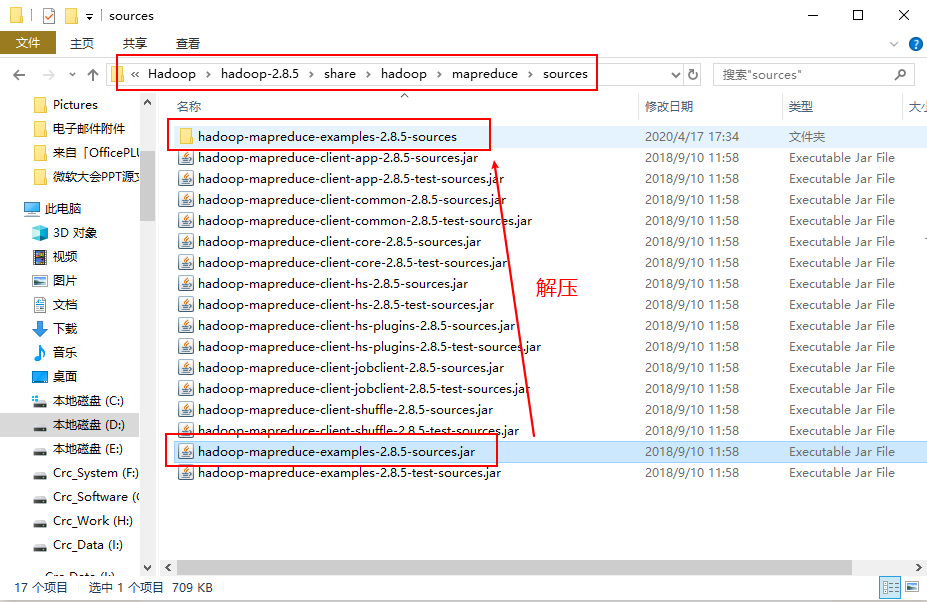 sources
文件 主页 共享 查看
« Hadoop › hadoop-2.8.5 › share › hadoop › mapreduce › sources
搜索"sources"
Pictures
电子邮件附件
来自「OfficePLU
微软大会PPT源文
此电脑
3D 对象
视频
图片
文档
下载
音乐
桌面
本地磁盘 (C:)
本地磁盘 (D:)
本地磁盘 (E:)
Crc_System (F:)
Crc_Software (
Crc_Work (H:)
Crc_Data (I:)
名称 修改日期 类型 大小
hadoop-mapreduce-examples-2.8.5-sources 2020/4/17 17:34 文件夹
hadoop-mapreduce-client-app-2.8.5-sources.jar 2018/9/10 11:58 Executable Jar File
hadoop-mapreduce-client-app-2.8.5-test-sources.jar 2018/9/10 11:58 Executable Jar File
hadoop-mapreduce-client-common-2.8.5-sources.jar 2018/9/10 11:58 Executable Jar File
hadoop-mapreduce-client-common-2.8.5-test-sources.jar 2018/9/10 11:58 Executable Jar File
hadoop-mapreduce-client-core-2.8.5-sources.jar 2018/9/10 11:58 Executable Jar File
hadoop-mapreduce-client-core-2.8.5-test-sources.jar 2018/9/10 11:58 Executable Jar File
hadoop-mapreduce-client-hs-2.8.5-sources.jar 2018/9/10 11:58 Executable Jar File
hadoop-mapreduce-client-hs-2.8.5-test-sources.jar 2018/9/10 11:58 Executable Jar File
hadoop-mapreduce-client-hs-plugins-2.8.5-sources.jar 2018/9/10 11:58 Executable Jar File
hadoop-mapreduce-client-hs-plugins-2.8.5-test-sources.jar 2018/9/10 11:58 Executable Jar File
hadoop-mapreduce-client-jobclient-2.8.5-sources.jar 2018/9/10 11:58 Executable Jar File
hadoop-mapreduce-client-jobclient-2.8.5-test-sources.jar 2018/9/10 11:58 Executable Jar File
hadoop-mapreduce-client-shuffle-2.8.5-sources.jar 2018/9/10 11:58 Executable Jar File
hadoop-mapreduce-client-shuffle-2.8.5-test-sources.jar 2018/9/10 11:58 Executable Jar File
hadoop-mapreduce-examples-2.8.5-sources.jar 2018/9/10 11:58 Executable Jar File
hadoop-mapreduce-examples-2.8.5-test-sources.jar 2018/9/10 11:58 Executable Jar File
解压
17 个项目 选中 1 个项目 709 KB